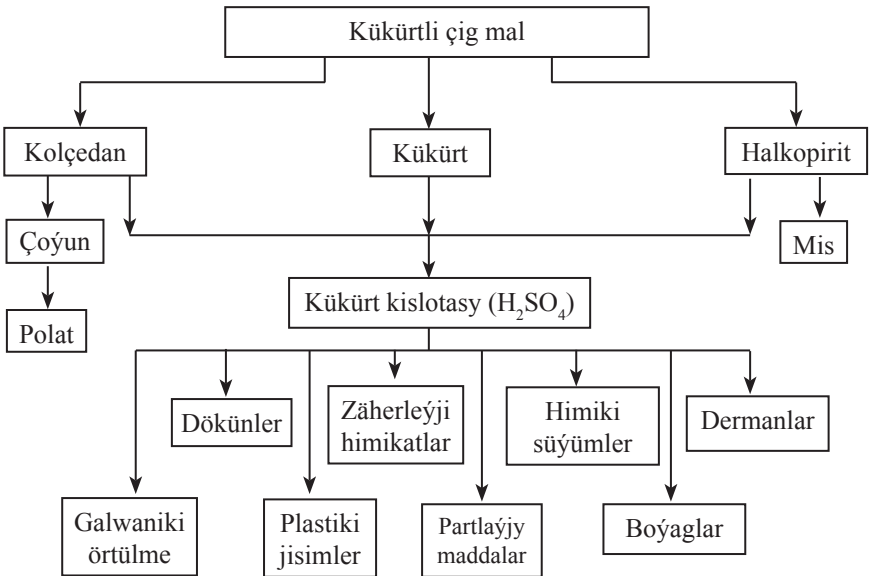 Kükürtli çig mal
Kolçedan
Kükürt
Halkopirit
Çoýun
Mis
Kükürt kislotasy (H₂SO₄)
Polat
Dökünler
Zäherleýji
himikatlar
Himiki
süýümler
Dermanlar
Galwaniki
örtülme
Plastiki
jisimler
Partlaýjy
maddalar
Boýaglar